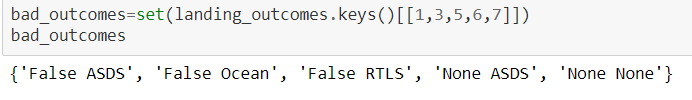 bad_outcomes=set(landing_outcomes.keys()[[1,3,5,6,7]])
bad_outcomes
{'False ASDS', 'False Ocean', 'False RTLS', 'None ASDS', 'None None'}